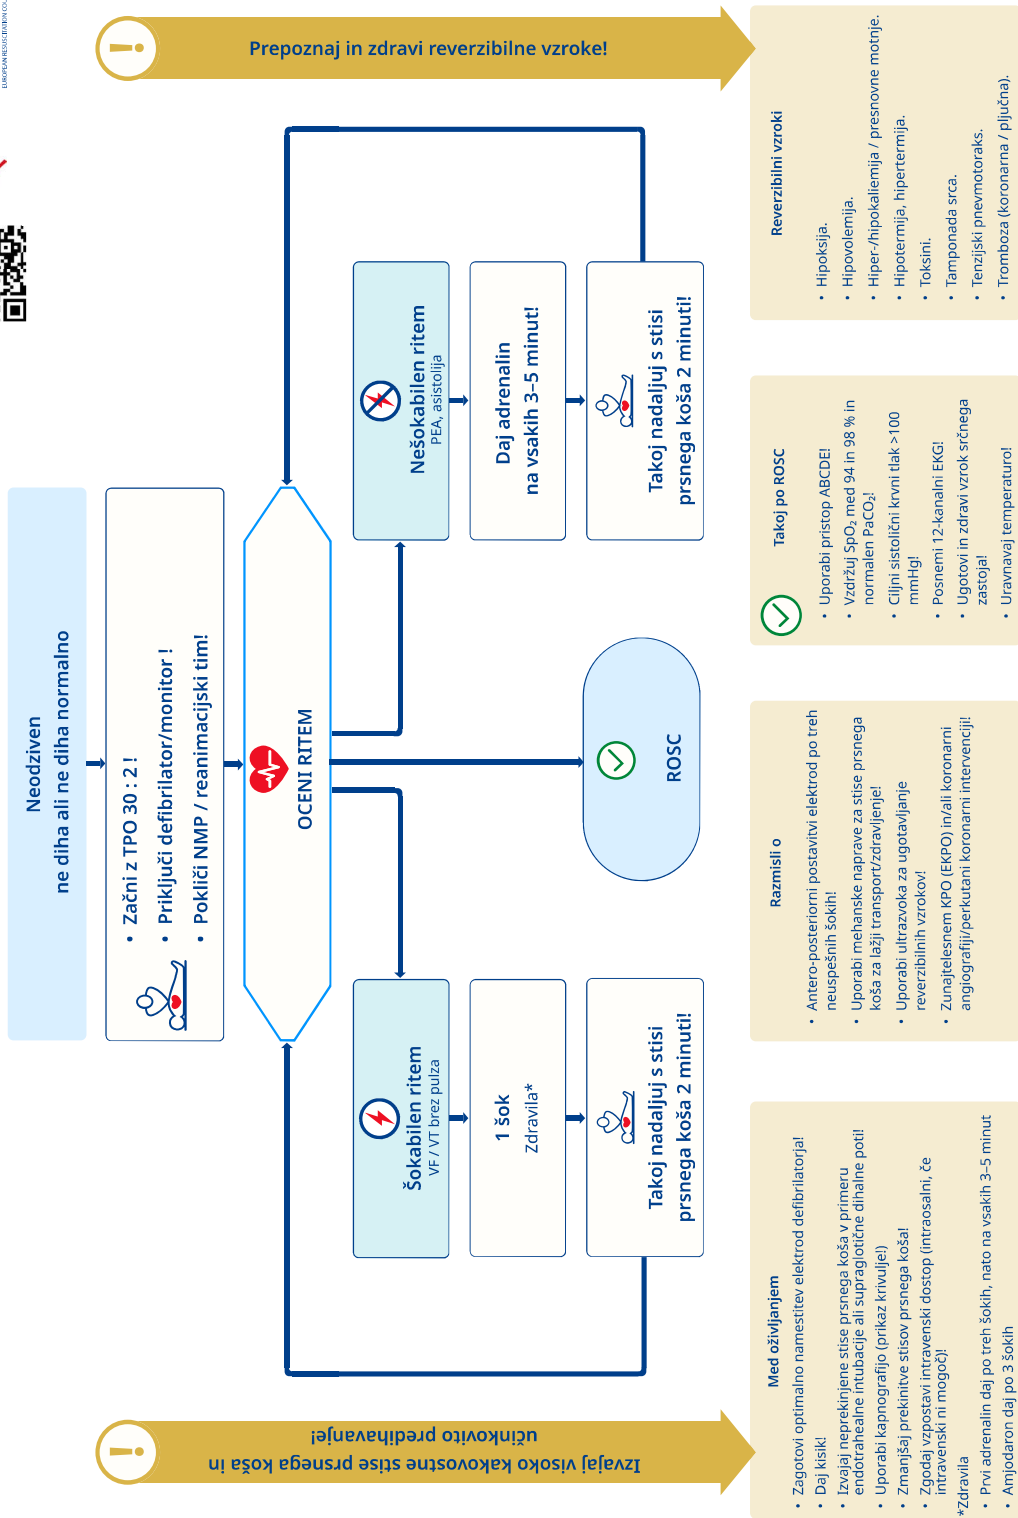 EUROPEAN RESUSCITATION
Neodziven
ne diha ali ne diha normalno
• Začni z TPO 30 : 2 !
• Priključi defibrilator/monitor !
• Pokliči NMP / reanimacijski tim!
OCENI RITEM
Izvajaj visoko kakovostne stise prsnega koša in
učinkovito predihavanje!
Šokabilen ritem
VF / VT brez pulza
1 šok
Zdravila*
Takoj nadaljuj s stisi
prsnega koša 2 minuti!
ROSC
Nešokabilen ritem
PEA, asistolija
Daj adrenalin
na vsakih 3–5 minut!
Takoj nadaljuj s stisi
prsnega koša 2 minuti!
Prepoznaj in zdravi reverzibilne vzroke!
Med oživljanjem
• Zagotovi optimalno namestitev elektrod defibrilatorja!
• Daj kisik!
• Izvajaj neprekinjene stise prsnega koša v primeru
endotrahealne intubacije ali supraglotične dihalne poti!
• Uporabi kapnografijo (prikaz krivulje!)
• Zmanjšaj prekinitve stisov prsnega koša!
• Zgodaj vzpostavi intravenski dostop (intraosalni, če
intravenski ni mogoč)!
*Zdravila
• Prvi adrenalin daj po treh šokih, nato na vsakih 3–5 minut
• Amjodaron daj po 3 šokih
Razmisli o
• Antero-posteriorni postavitvi elektrod po treh
neuspešnih šokih!
• Uporabi mehanske naprave za stise prsnega
koša za lažji transport/zdravljenje!
• Uporabi ultrazvoka za ugotavljanje
reverzibilnih vzrokov!
• Zunajtelesnem KPO (EKPO) in/ali koronarni
angiografiji/perkutani koronarni intervenciji!
Takoj po ROSC
• Uporabi pristop ABCDE!
• Vzdržuj SpO₂ med 94 in 98 % in
normalen PaCO₂!
• Ciljni sistolični krvni tlak >100
mmHg!
• Posnemi 12-kanalni EKG!
• Ugotovi in zdravi vzrok srčnega
zastoja!
• Uravnavaj temperaturo!
Reverzibilni vzroki
• Hipoksija.
• Hipovolemija.
• Hiper-/hipokaliemija / presnovne motnje.
• Hipotermija, hipertermija.
• Toksini.
• Tamponada srca.
• Tenzijski pnevmotoraks.
• Tromboza (koronarna / pljučna).